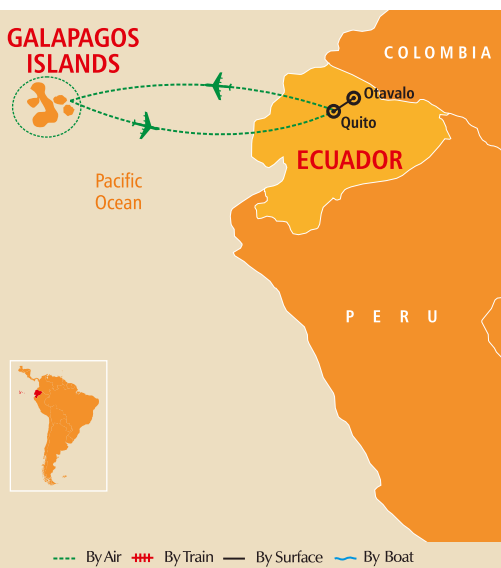 GALAPAGOS
ISLANDS
COLOMBIA
Otavalo
Quito
ECUADOR
Pacific
Ocean
PERU
By Air
By Train
By Surface
By Boat